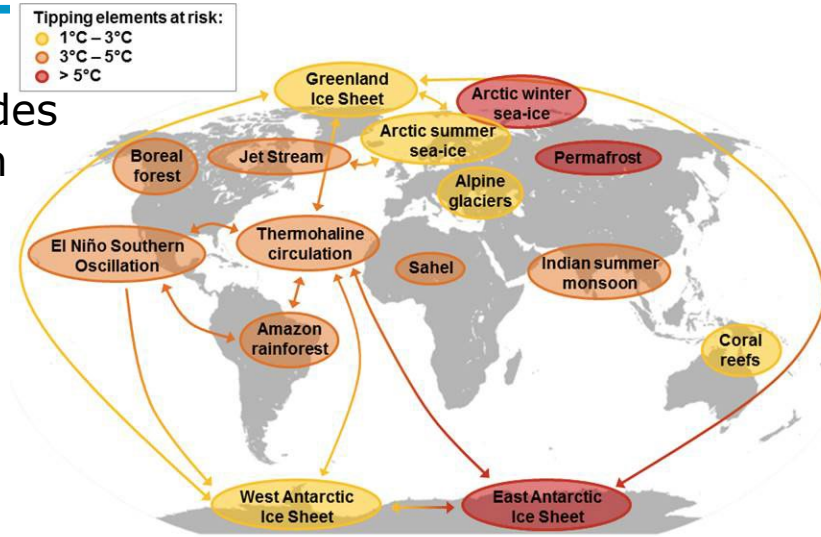 Tipping elements at risk:
1°C – 3°C
3°C – 5°C
> 5°C
Greenland
Ice Sheet
Arctic winter
sea-ice
Arctic summer
sea-ice
Boreal
forest
Jet Stream
Permafrost
Alpine
glaciers
El Niño Southern
Oscillation
Thermohaline
circulation
Sahel
Indian summer
monsoon
Amazon
rainforest
Coral
reefs
West Antarctic
Ice Sheet
East Antarctic
Ice Sheet